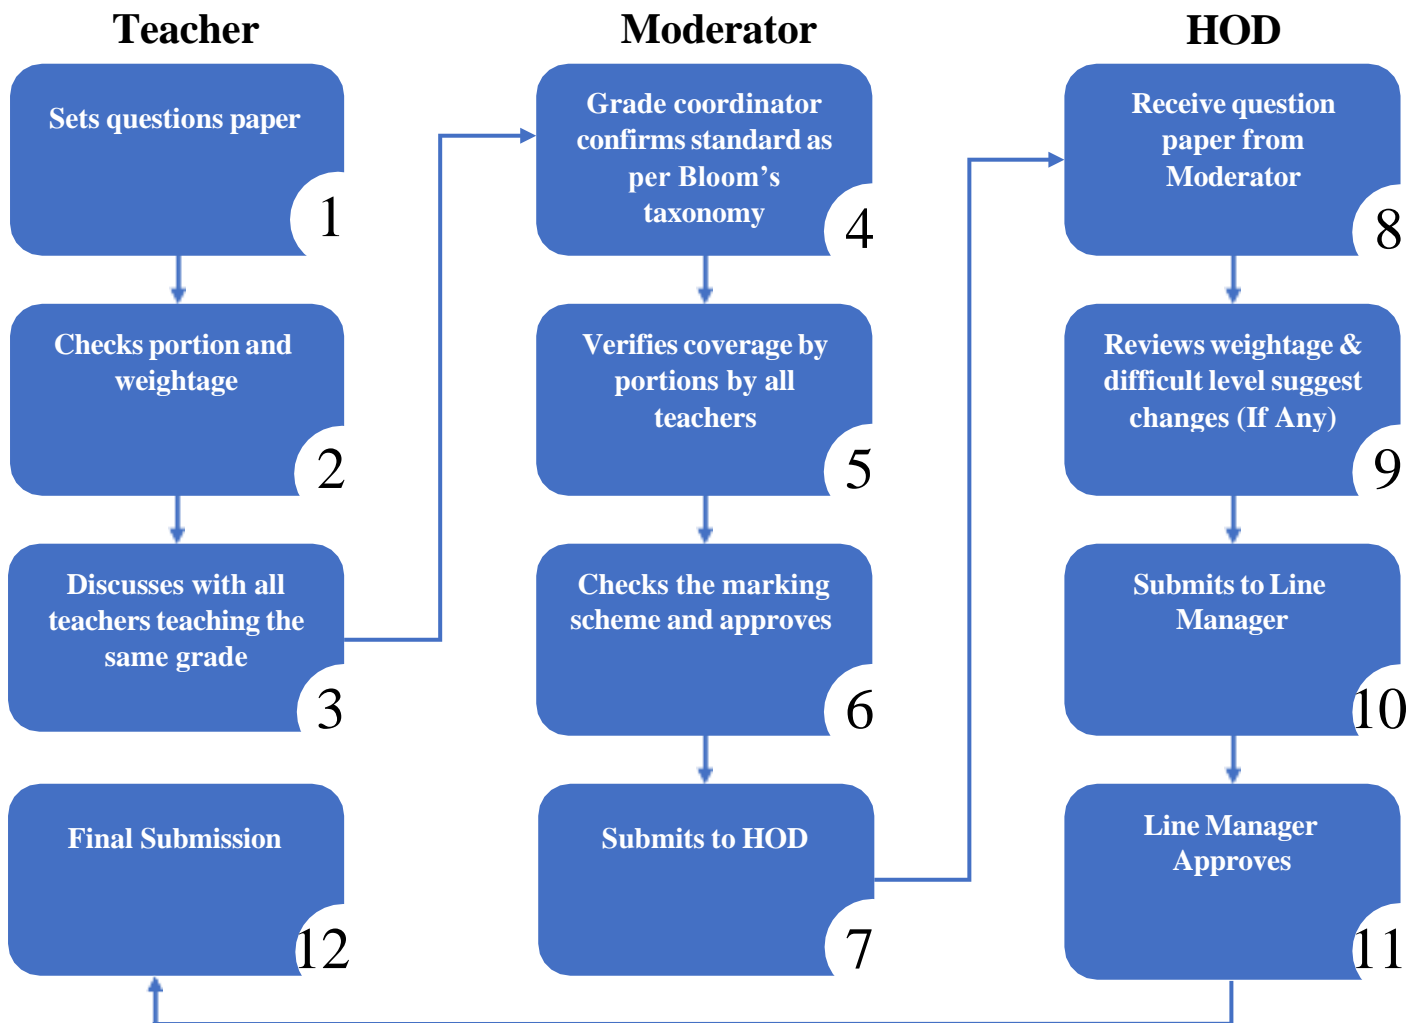 Teacher
Sets questions paper
1
Checks portion and
weightage
2
Discusses with all
teachers teaching the
same grade
3
Final Submission
12
Moderator
Grade coordinator
confirms standard as
per Bloom’s
taxonomy
4
Verifies coverage by
portions by all
teachers
5
Checks the marking
scheme and approves
6
Submits to HOD
7
HOD
Receive question
paper from
Moderator
8
Reviews weightage &
difficult level suggest
changes (If Any)
9
Submits to Line
Manager
10
Line Manager
Approves
11